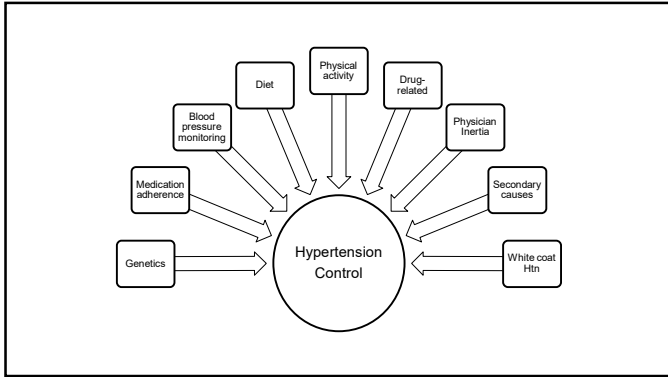 Physical
activity
Diet
Drug-
related
Blood
pressure
monitoring
Physician
Inertia
Medication
adherence
Secondary
causes
Genetics
Hypertension
Control
White coat
Htn